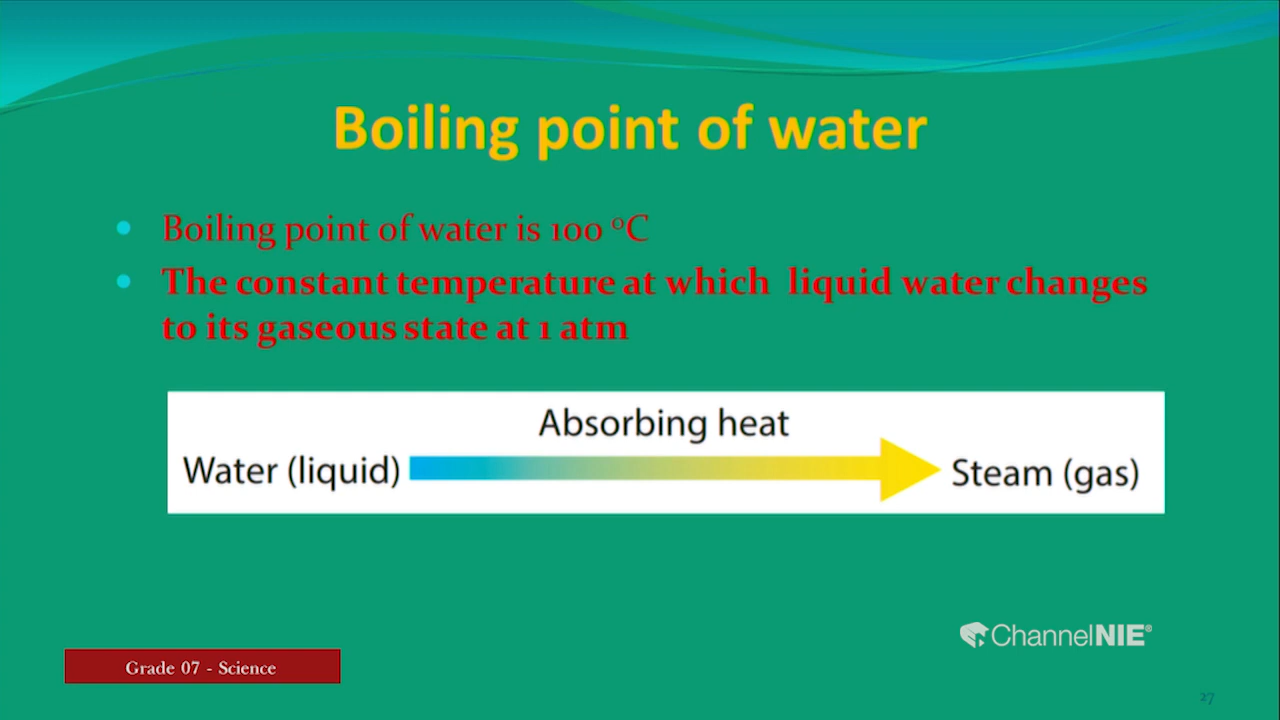 Boiling point of water
• Boiling point of water is 100 ⁰C
• The constant temperature at which liquid water changes
to its gaseous state at 1 atm
Absorbing heat
Water (liquid)
Steam (gas)
ChannelNIE®
Grade 07 - Science
27